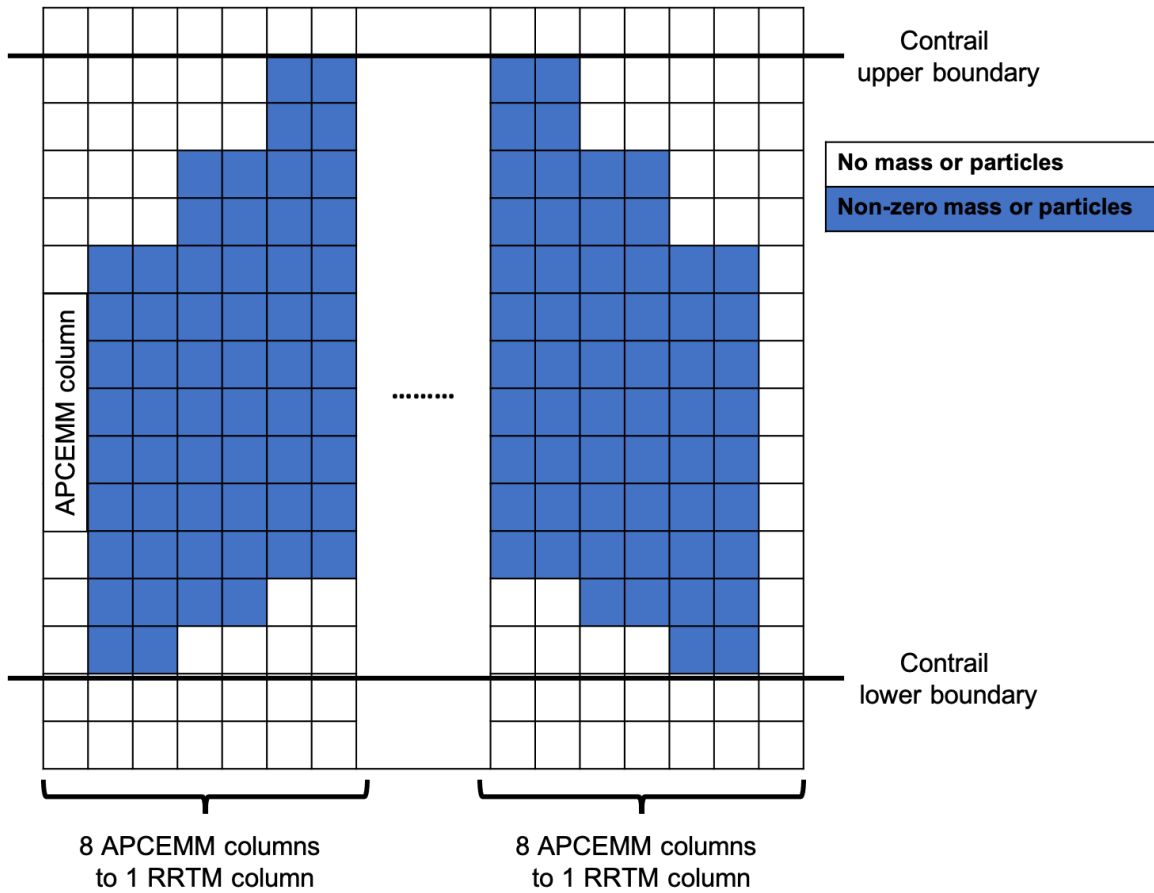 Contrail
upper boundary
No mass or particles
Non-zero mass or particles
APCEMM column
.........
Contrail
lower boundary
8 APCEMM columns
to 1 RRTM column
8 APCEMM columns
to 1 RRTM column